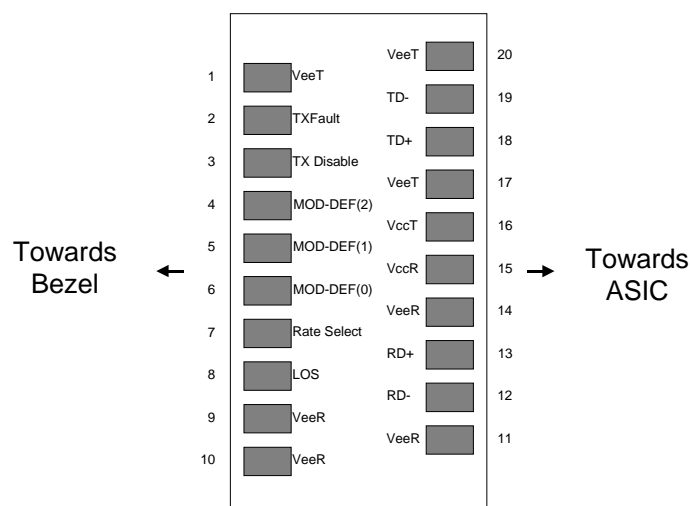 VeeT 20
1 VeeT
TD- 19
2 TXFault
TD+ 18
3 TX Disable
VeeT 17
4 MOD-DEF(2)
VccT 16
5 MOD-DEF(1)
Towards
Bezel
VccR 15
Towards
ASIC
6 MOD-DEF(0)
VeeR 14
7 Rate Select
RD+ 13
8 LOS
RD- 12
9 VeeR
VeeR 11
10 VeeR